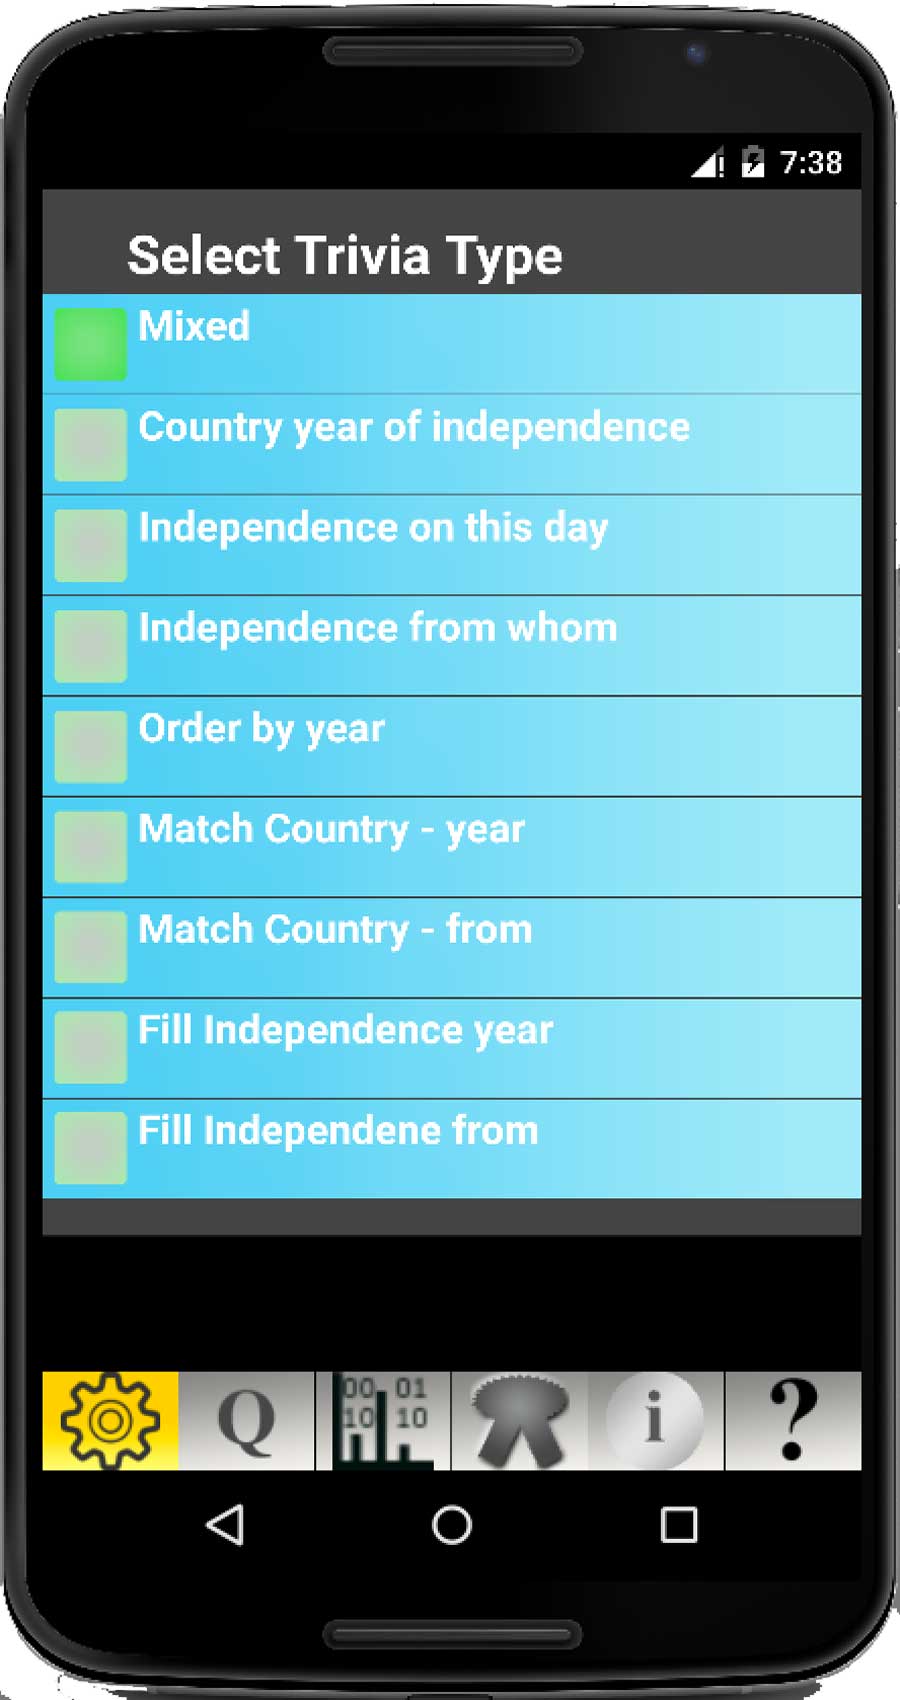 7:38
Select Trivia Type
Mixed
Country year of independence
Independence on this day
Independence from whom
Order by year
Match Country - year
Match Country - from
Fill Independence year
Fill Independene from
Q
00 01
10 10
i
?